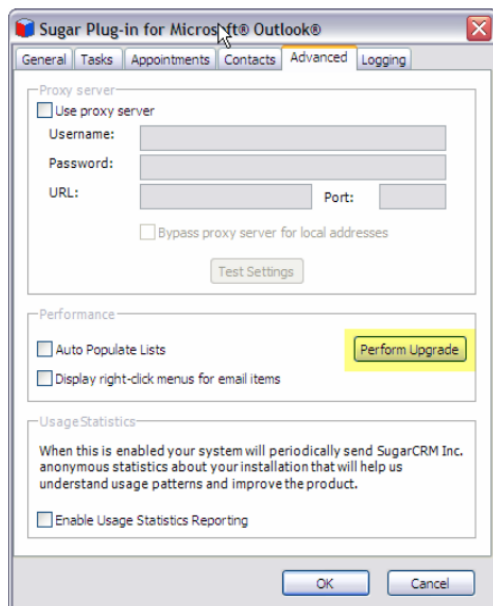 Sugar Plug-in for Microsoft® Outlook®
General Tasks Appointments Contacts Advanced Logging
Proxy server
Use proxy server
Username:
Password:
URL: Port:
Bypass proxy server for local addresses
Test Settings
Performance
Auto Populate Lists Perform Upgrade
Display right-click menus for email items
Usage Statistics
When this is enabled your system will periodically send SugarCRM Inc.
anonymous statistics about your installation that will help us
understand usage patterns and improve the product.
Enable Usage Statistics Reporting
OK Cancel